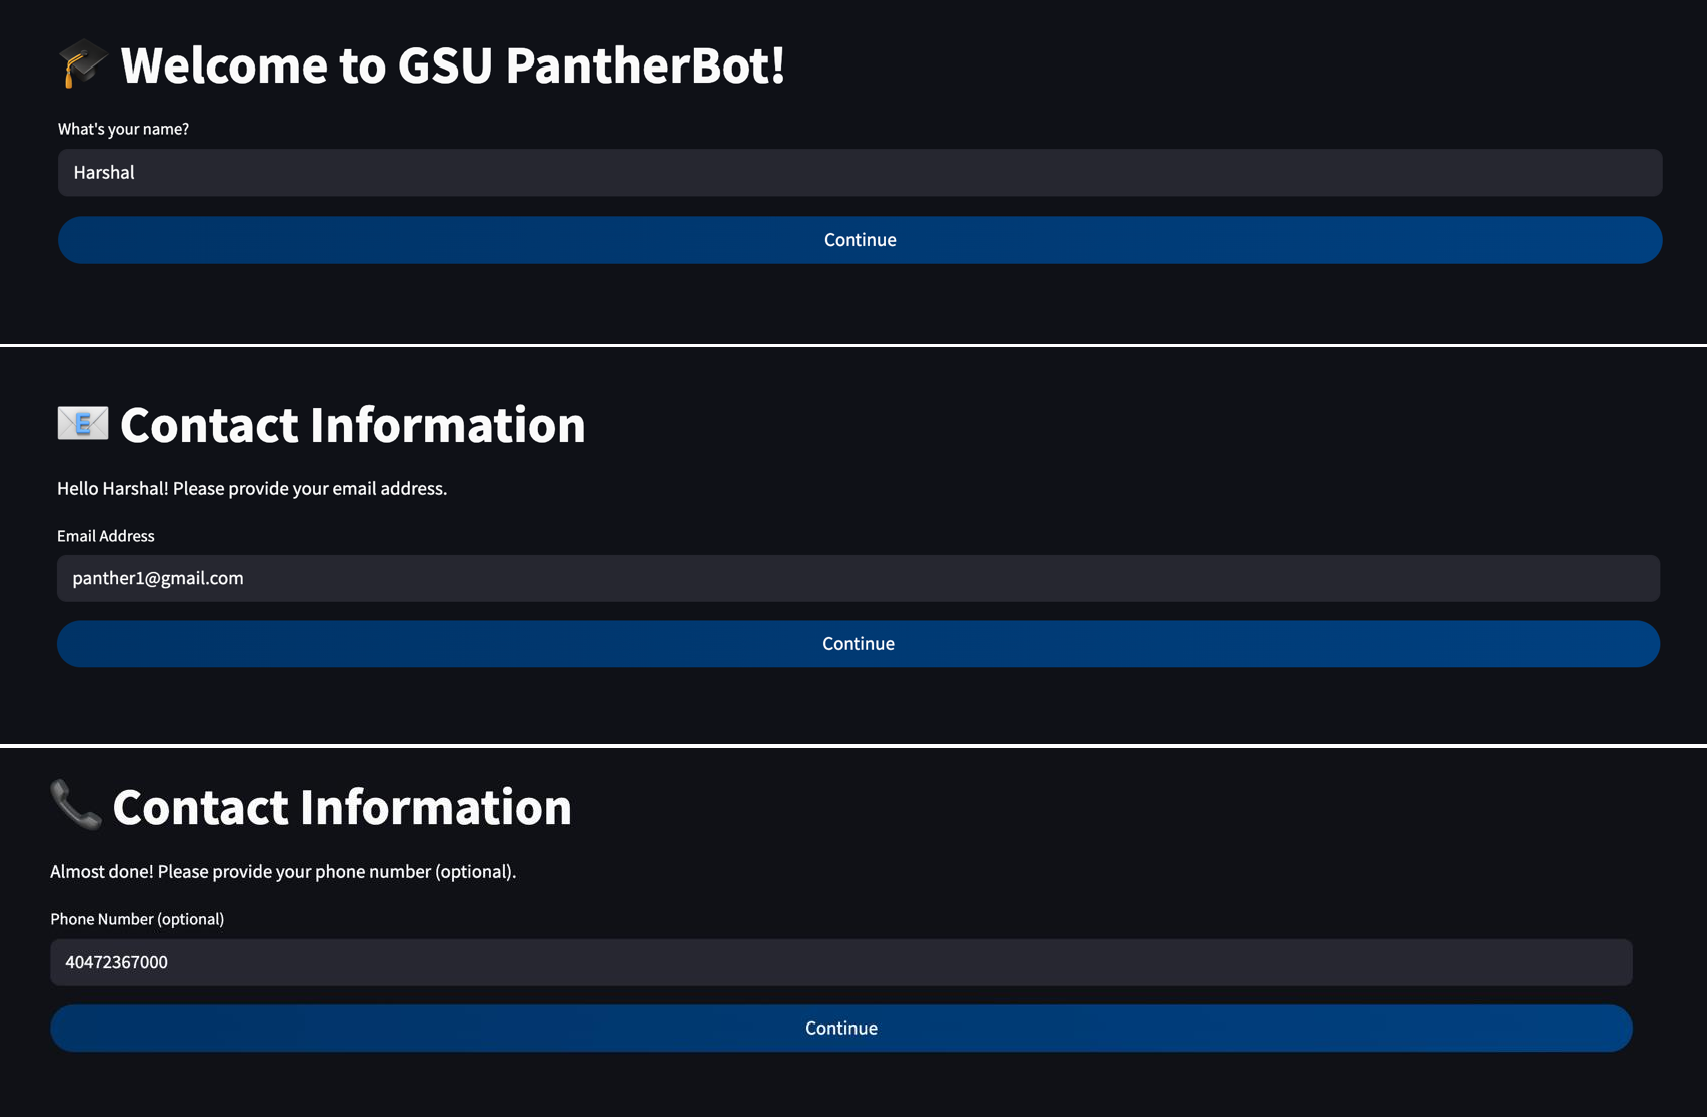 🎓 Welcome to GSU PantherBot!
What's your name?
Harshal
Continue
📧 Contact Information
Hello Harshal! Please provide your email address.
Email Address
panther1@gmail.com
Continue
📞 Contact Information
Almost done! Please provide your phone number (optional).
Phone Number (optional)
40472367000
Continue